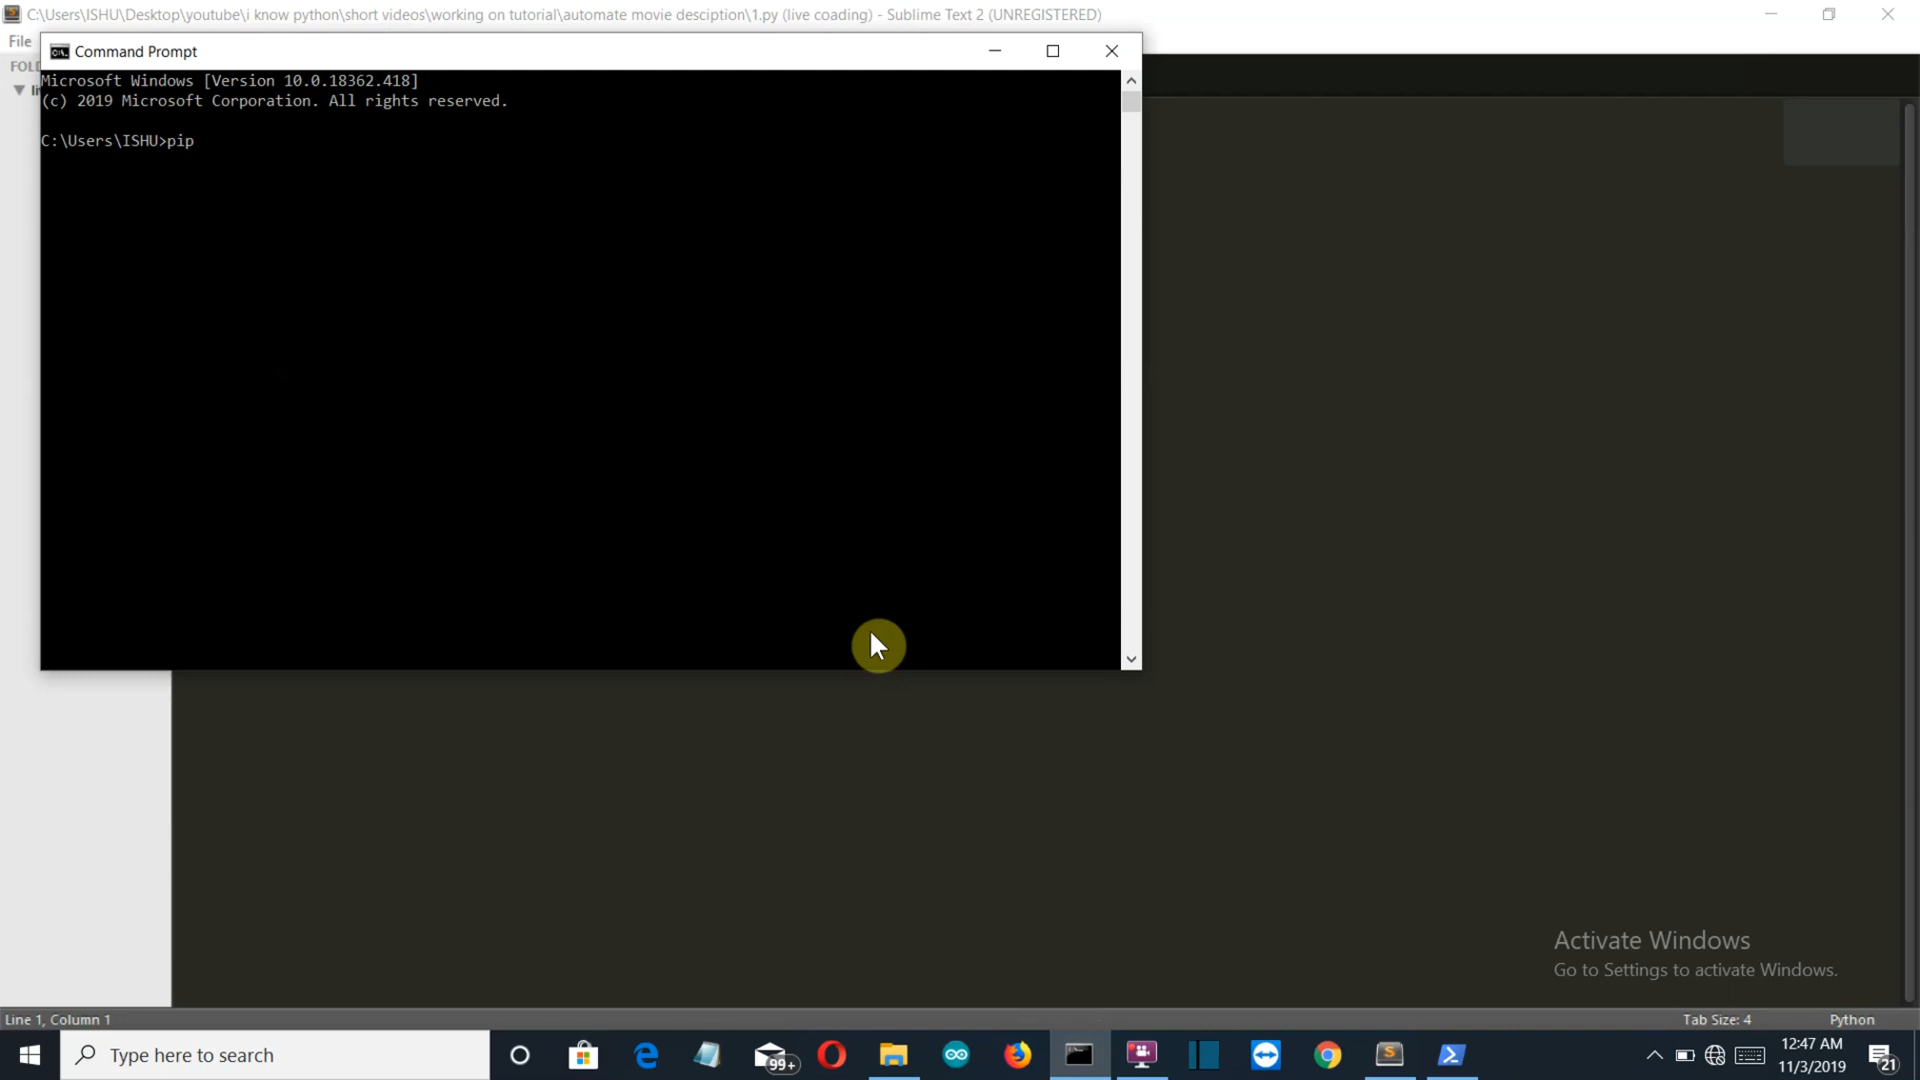 C:\Users\ISHU\Desktop\youtube\i know python\short videos\working on tutorial\automate movie desciption\1.py (live coading) - Sublime Text 2 (UNREGISTERED)
File
Command Prompt
FOLD
Microsoft Windows [Version 10.0.18362.418]
(c) 2019 Microsoft Corporation. All rights reserved.
C:\Users\ISHU>pip
Activate Windows
Go to Settings to activate Windows.
Line 1, Column 1
Tab Size: 4
Python
Type here to search
99+
12:47 AM
11/3/2019
21